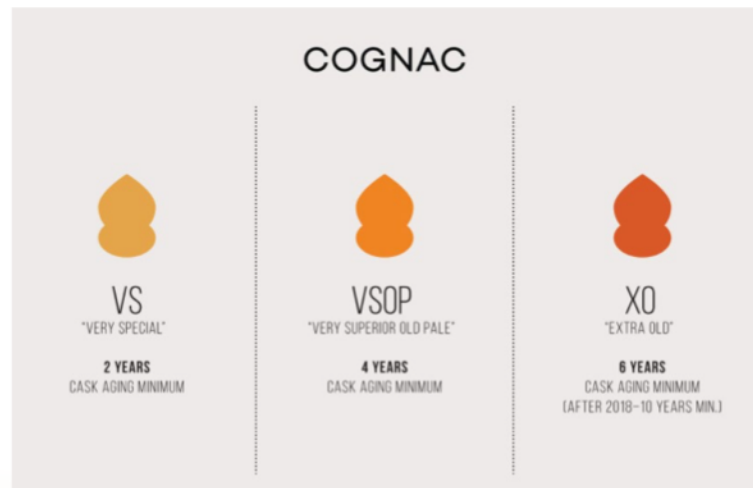 COGNAC
VS
"VERY SPECIAL"
2 YEARS
CASK AGING MINIMUM
VSOP
"VERY SUPERIOR OLD PALE"
4 YEARS
CASK AGING MINIMUM
XO
"EXTRA OLD"
6 YEARS
CASK AGING MINIMUM
(AFTER 2018–10 YEARS MIN.)